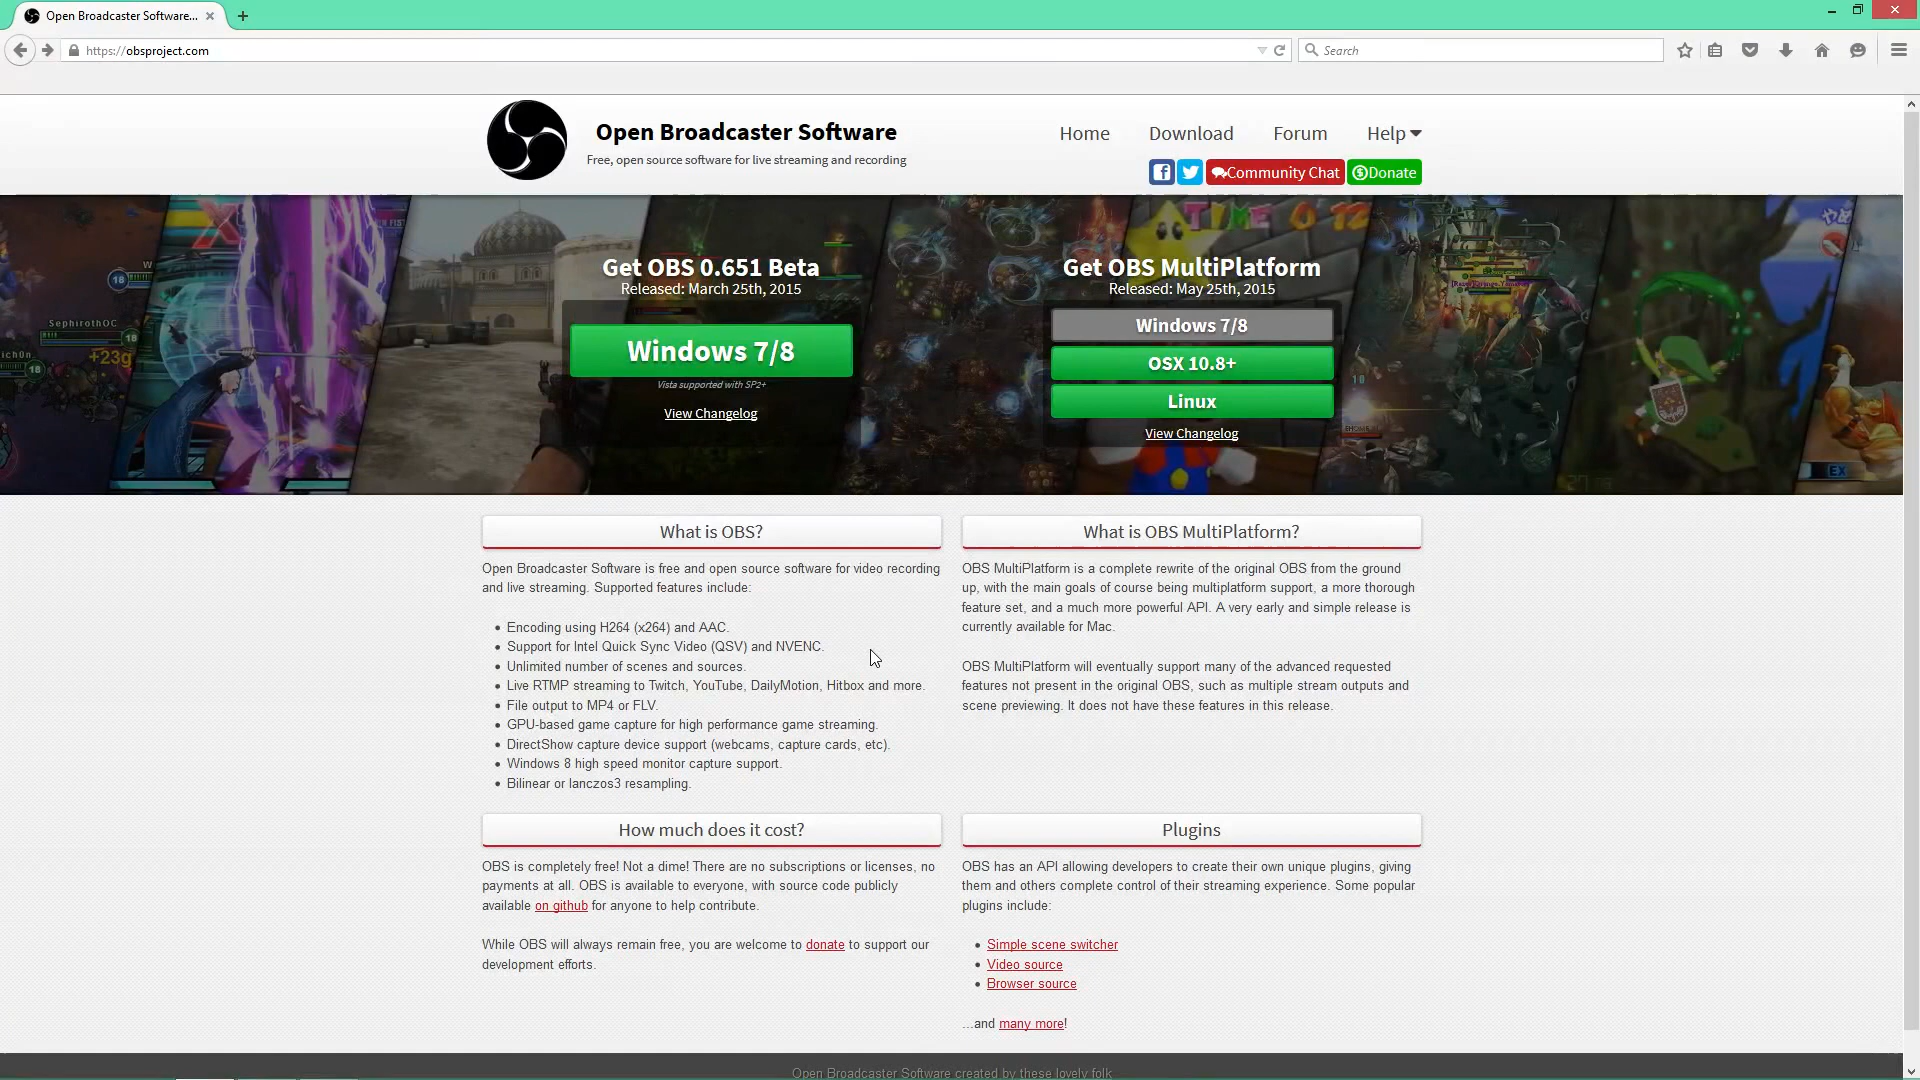 Open Broadcaster Software...
https://obsproject.com
Search
Open Broadcaster Software
Free, open source software for live streaming and recording
Home
Download
Forum
Help
Community Chat
Donate
Get OBS 0.651 Beta
Released: March 25th, 2015
Windows 7/8
Vista supported with SP2+
View Changelog
Get OBS MultiPlatform
Released: May 25th, 2015
Windows 7/8
OSX 10.8+
Linux
View Changelog
TIME 0 12
SephirothOC
18
18
18
+23g
EX
What is OBS?
Open Broadcaster Software is free and open source software for video recording
and live streaming. Supported features include:
Encoding using H264 (x264) and AAC.
Support for Intel Quick Sync Video (QSV) and NVENC.
Unlimited number of scenes and sources.
Live RTMP streaming to Twitch, YouTube, DailyMotion, Hitbox and more.
File output to MP4 or FLV.
GPU-based game capture for high performance game streaming.
DirectShow capture device support (webcams, capture cards, etc).
Windows 8 high speed monitor capture support.
Bilinear or lanczos3 resampling.
What is OBS MultiPlatform?
OBS MultiPlatform is a complete rewrite of the original OBS from the ground
up, with the main goals of course being multiplatform support, a more thorough
feature set, and a much more powerful API. A very early and simple release is
currently available for Mac.
OBS MultiPlatform will eventually support many of the advanced requested
features not present in the original OBS, such as multiple stream outputs and
scene previewing. It does not have these features in this release.
How much does it cost?
OBS is completely free! Not a dime! There are no subscriptions or licenses, no
payments at all. OBS is available to everyone, with source code publicly
available on github for anyone to help contribute.
While OBS will always remain free, you are welcome to donate to support our
development efforts.
Plugins
OBS has an API allowing developers to create their own unique plugins, giving
them and others complete control of their streaming experience. Some popular
plugins include:
Simple scene switcher
Video source
Browser source
...and many more!
Open Broadcaster Software created by these lovely folk